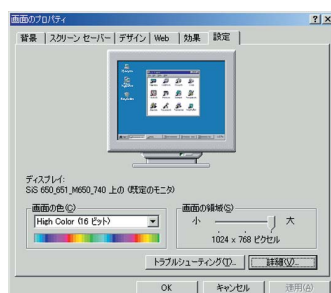 画面のプロパティ
背景 スクリーン セーバー デザイン Web 効果 設定
ディスプレイ:
SiS 650_651_M650_740 上の (既定のモニタ)
画面の色(C)
High Color (16 ビット)
画面の領域(S)
小 大
1024 x 768 ピクセル
トラブルシューティング(T)... 詳細(V)...
OK キャンセル 適用(A)